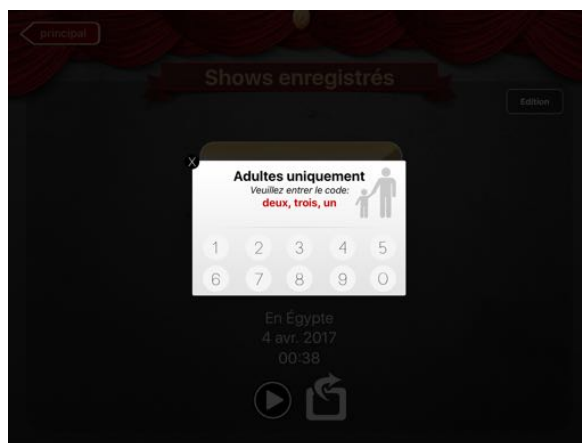 principal
Shows enregistrés
Edition
X
Adultes uniquement
Veuillez entrer le code:
deux, trois, un
1 2 3 4 5
6 7 8 9 0
En Égypte
4 avr. 2017
00:38